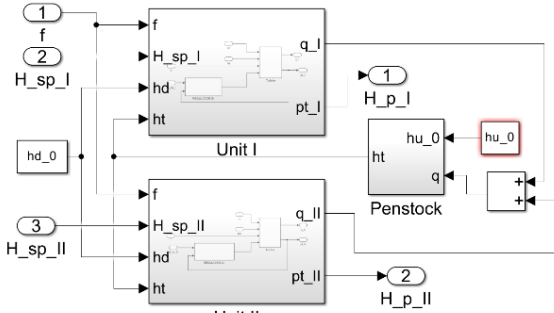 1
f
2
H_sp_I
hd_0
3
H_sp_II
f
H_sp_I
hd
ht
q_I
pt_I
Unit I
f
H_sp_II
hd
ht
q_II
pt_II
1
H_p_I
ht
hu_0
q
Penstock
hu_0
+
+
2
H_p_II